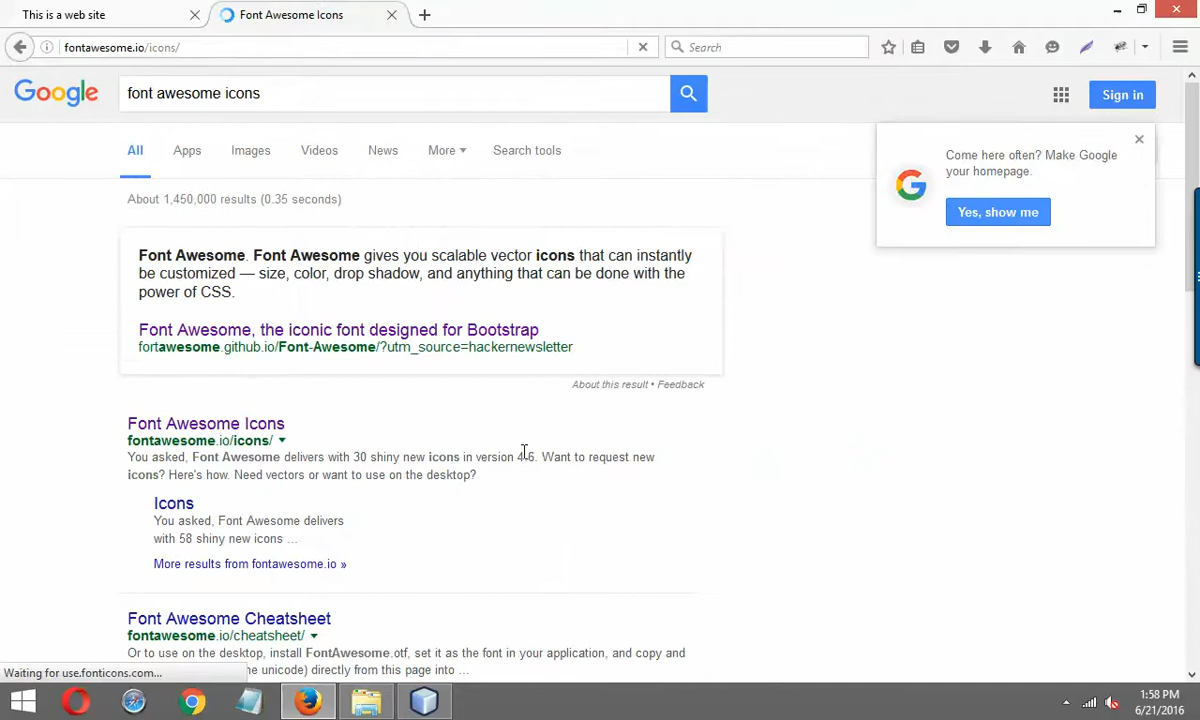 This is a web site
Font Awesome Icons
fontawesome.io/icons/
Search
Google
font awesome icons
Sign in
All
Apps
Images
Videos
News
More
Search tools
Come here often? Make Google
your homepage.
Yes, show me
About 1,450,000 results (0.35 seconds)
Font Awesome. Font Awesome gives you scalable vector icons that can instantly
be customized — size, color, drop shadow, and anything that can be done with the
power of CSS.
Font Awesome, the iconic font designed for Bootstrap
fortawesome.github.io/Font-Awesome/?utm_source=hackernewsletter
About this result • Feedback
Font Awesome Icons
fontawesome.io/icons/
You asked, Font Awesome delivers with 30 shiny new icons in version 4.6. Want to request new
icons? Here's how. Need vectors or want to use on the desktop?
Icons
You asked, Font Awesome delivers
with 58 shiny new icons ...
More results from fontawesome.io »
Font Awesome Cheatsheet
fontawesome.io/cheatsheet/
Or to use on the desktop, install FontAwesome.otf, set it as the font in your application, and copy and
Waiting for use.fonticons.com...
e unicode) directly from this page into ...
1:58 PM
6/21/2016